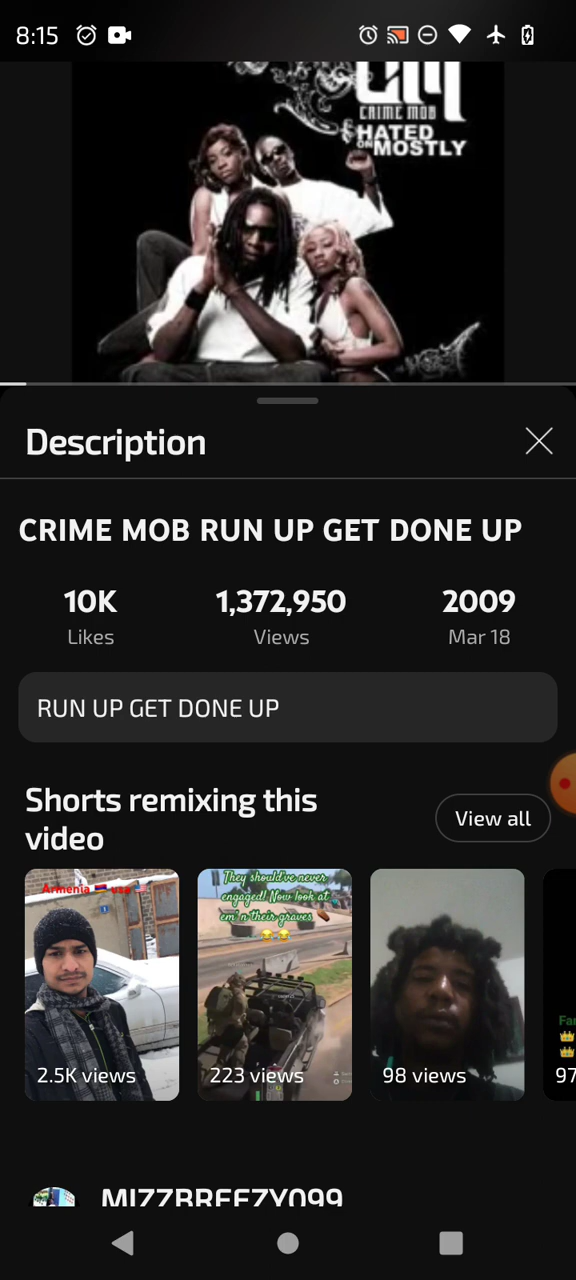 8:15
CM
CRIME MOB
HATED
ON MOSTLY
Description
CRIME MOB RUN UP GET DONE UP
10K
1,372,950
2009
Likes
Views
Mar 18
RUN UP GET DONE UP
Shorts remixing this
video
View all
Armenia 🇦🇲 usa 🇺🇸
They should've never
engaged! Now look at
em' n their graves ⚰️
😂😂
Fa
👑
👑
2.5K views
223 views
98 views
97
MIZZBREEZY099